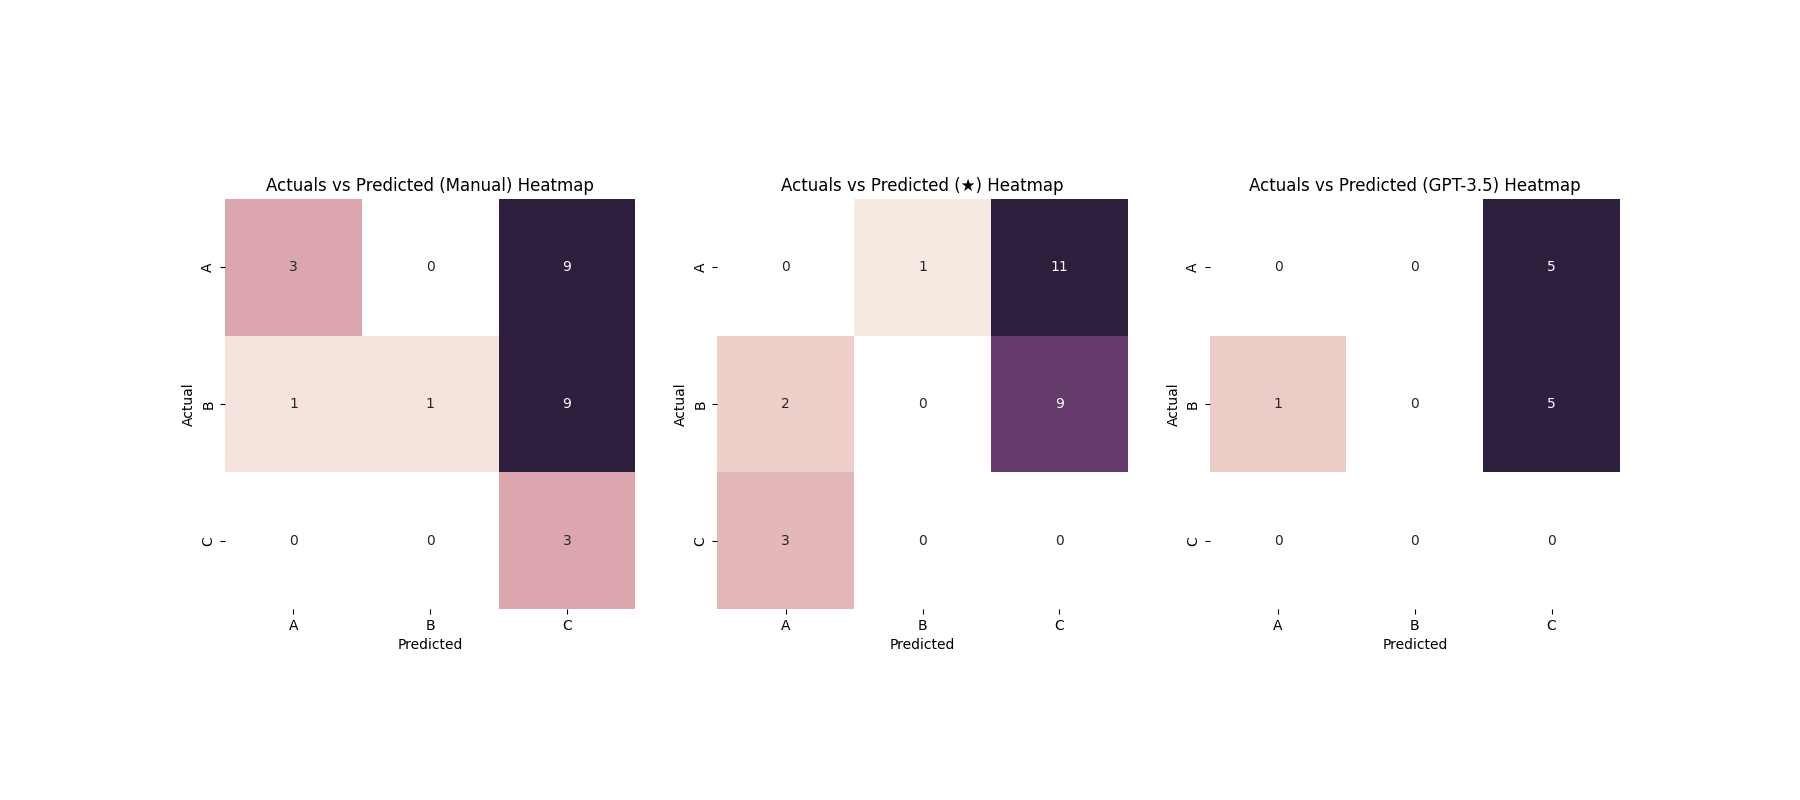 Actuals vs Predicted (Manual) Heatmap
A
B
C
Actual
3 0 9
1 1 9
0 0 3
A B C
Predicted
Actuals vs Predicted (★) Heatmap
A
B
C
Actual
0 1 11
2 0 9
3 0 0
A B C
Predicted
Actuals vs Predicted (GPT-3.5) Heatmap
A
B
C
Actual
0 0 5
1 0 5
0 0 0
A B C
Predicted